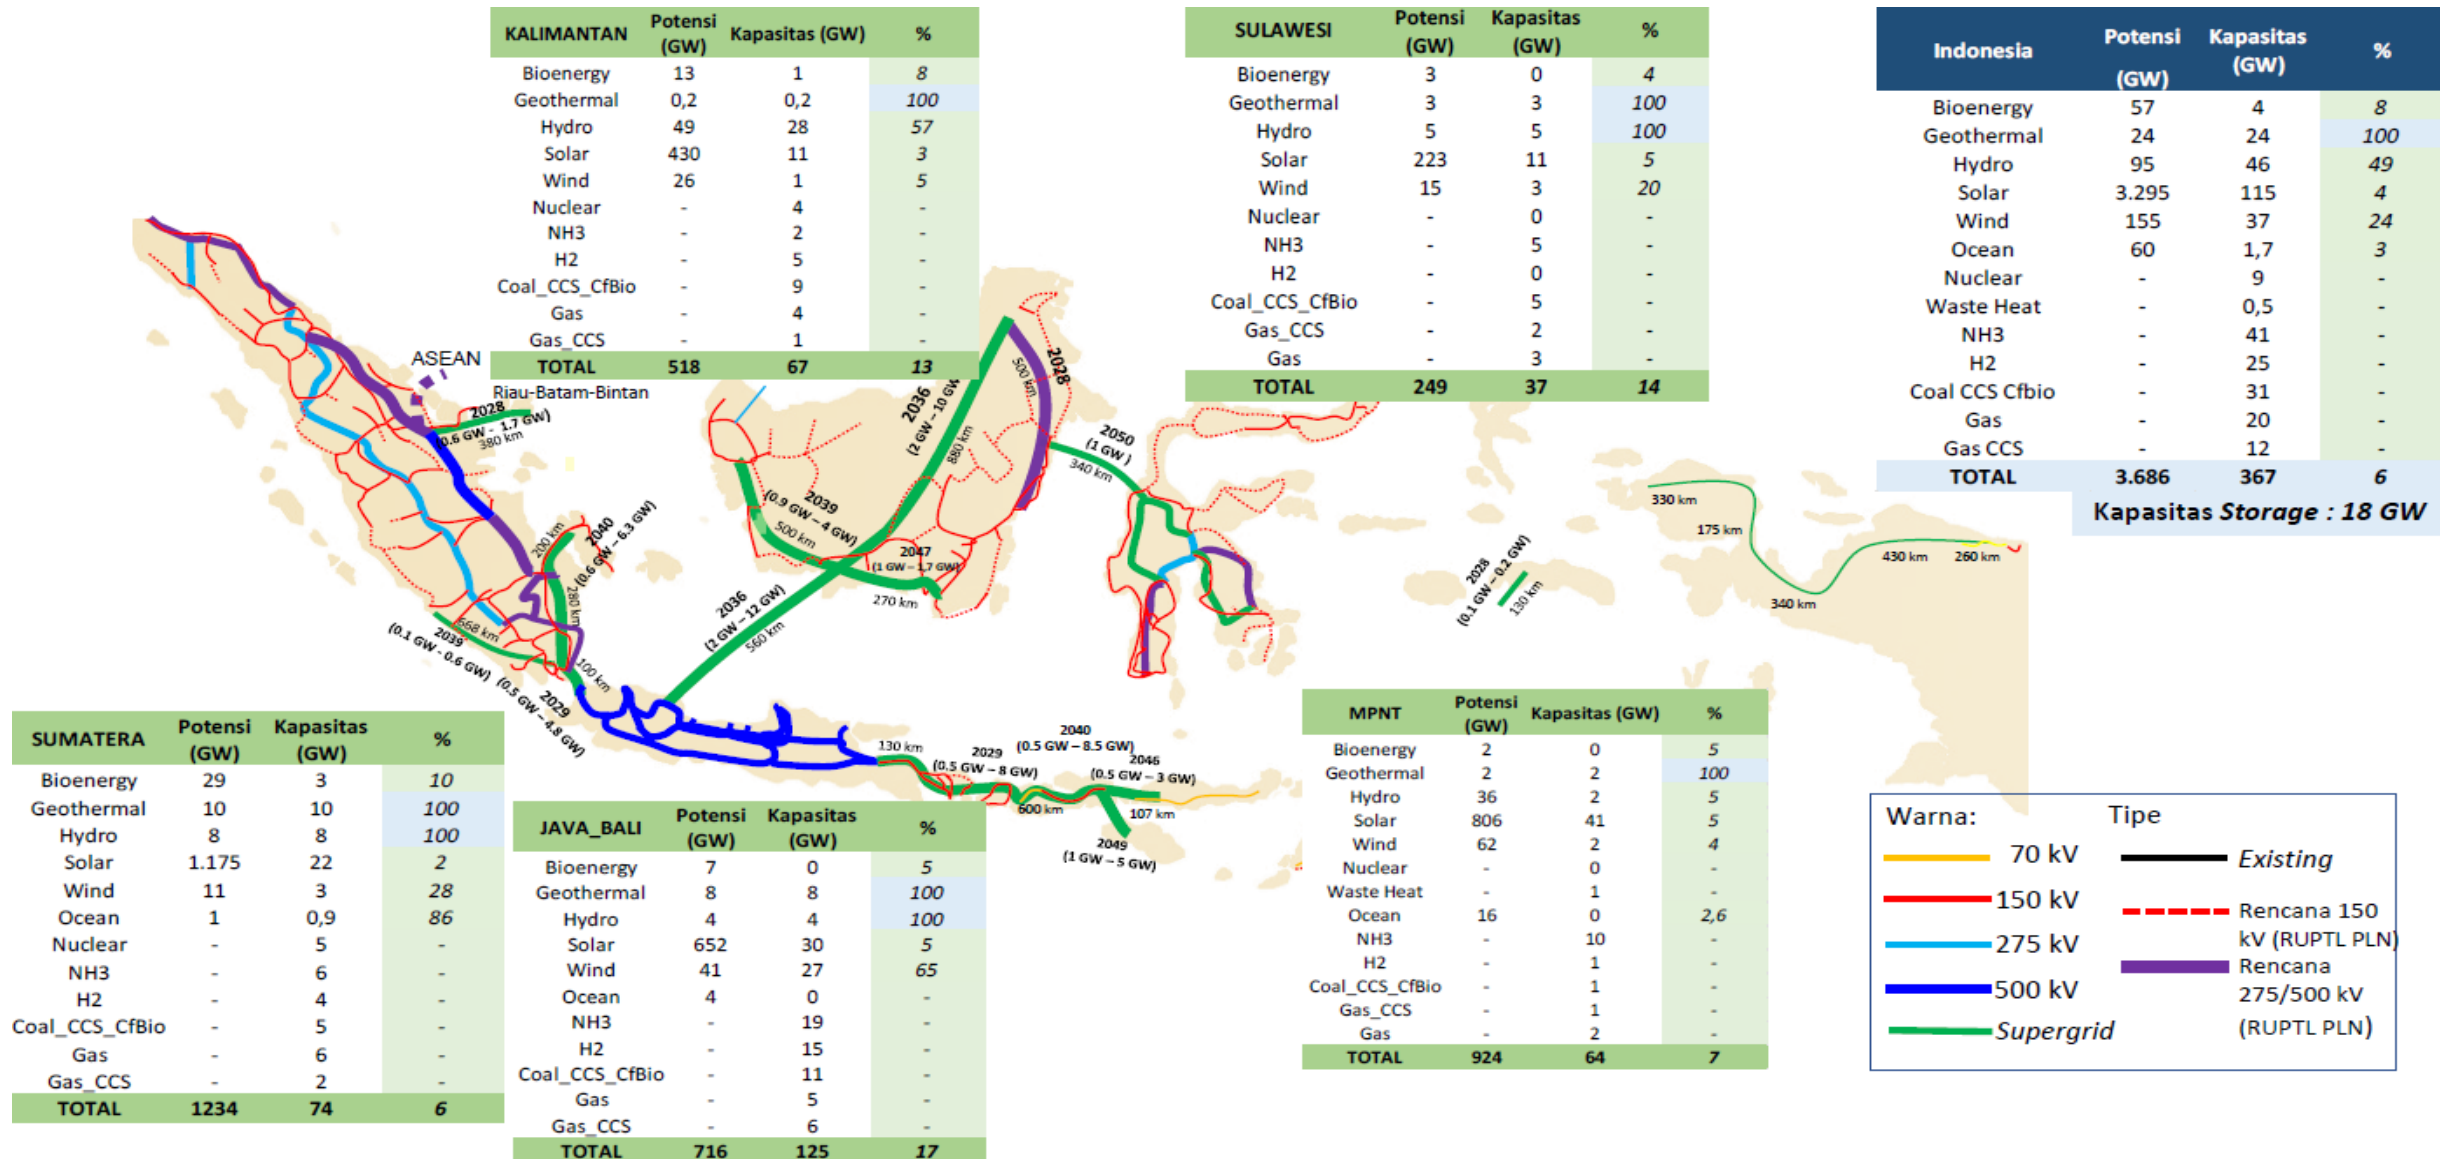 KALIMANTAN Potensi (GW) Kapasitas (GW) %
Bioenergy 13 1 8
Geothermal 0,2 0,2 100
Hydro 49 28 57
Solar 430 11 3
Wind 26 1 5
Nuclear - 4 -
NH3 - 2 -
H2 - 5 -
Coal_CCS_CfBio - 9 -
Gas - 4 -
Gas_CCS - 1 -
TOTAL 518 67 13
SULAWESI Potensi (GW) Kapasitas (GW) %
Bioenergy 3 0 4
Geothermal 3 3 100
Hydro 5 5 100
Solar 223 11 5
Wind 15 3 20
Nuclear - 0 -
NH3 - 5 -
H2 - 0 -
Coal_CCS_CfBio - 5 -
Gas_CCS - 2 -
Gas - 3 -
TOTAL 249 37 14
Indonesia Potensi (GW) Kapasitas (GW) %
Bioenergy 57 4 8
Geothermal 24 24 100
Hydro 95 46 49
Solar 3.295 115 4
Wind 155 37 24
Ocean 60 1,7 3
Nuclear - 9 -
Waste Heat - 0,5 -
NH3 - 41 -
H2 - 25 -
Coal CCS Cfbio - 31 -
Gas - 20 -
Gas CCS - 12 -
TOTAL 3.686 367 6
Kapasitas Storage : 18 GW
ASEAN
Riau-Batam-Bintan
2028
(0.6 GW - 1.7 GW)
380 km
2036
(2 GW – 10 GW)
880 km
500 km
2028
2050
(1 GW )
340 km
2039
(0.9 GW – 4 GW)
500 km
2047
(1 GW – 1.7 GW)
270 km
2036
(2 GW – 12 GW)
560 km
200 km
2040
(0.6 GW – 6.3 GW)
280 km
568 km
2039
(0.1 GW - 0.6 GW)
100 km
2029
(0.5 GW – 4.8 GW)
330 km
175 km
340 km
430 km
260 km
2028
(0.1 GW – 0.2 GW)
130 km
130 km
2029
(0.5 GW – 8 GW)
2040
(0.5 GW – 8.5 GW)
2046
(0.5 GW – 3 GW)
600 km
107 km
2049
(1 GW – 5 GW)
SUMATERA Potensi (GW) Kapasitas (GW) %
Bioenergy 29 3 10
Geothermal 10 10 100
Hydro 8 8 100
Solar 1.175 22 2
Wind 11 3 28
Ocean 1 0,9 86
Nuclear - 5 -
NH3 - 6 -
H2 - 4 -
Coal_CCS_CfBio - 5 -
Gas - 6 -
Gas_CCS - 2 -
TOTAL 1234 74 6
JAVA_BALI Potensi (GW) Kapasitas (GW) %
Bioenergy 7 0 5
Geothermal 8 8 100
Hydro 4 4 100
Solar 652 30 5
Wind 41 27 65
Ocean 4 0 -
NH3 - 19 -
H2 - 15 -
Coal_CCS_CfBio - 11 -
Gas - 5 -
Gas_CCS - 6 -
TOTAL 716 125 17
MPNT Potensi (GW) Kapasitas (GW) %
Bioenergy 2 0 5
Geothermal 2 2 100
Hydro 36 2 5
Solar 806 41 5
Wind 62 2 4
Nuclear - 0 -
Waste Heat - 1 -
Ocean 16 0 2,6
NH3 - 10 -
H2 - 1 -
Coal_CCS_CfBio - 1 -
Gas_CCS - 1 -
Gas - 2 -
TOTAL 924 64 7
Warna: Tipe
70 kV
150 kV
275 kV
500 kV
Supergrid
Existing
Rencana 150
kV (RUPTL PLN)
Rencana
275/500 kV
(RUPTL PLN)